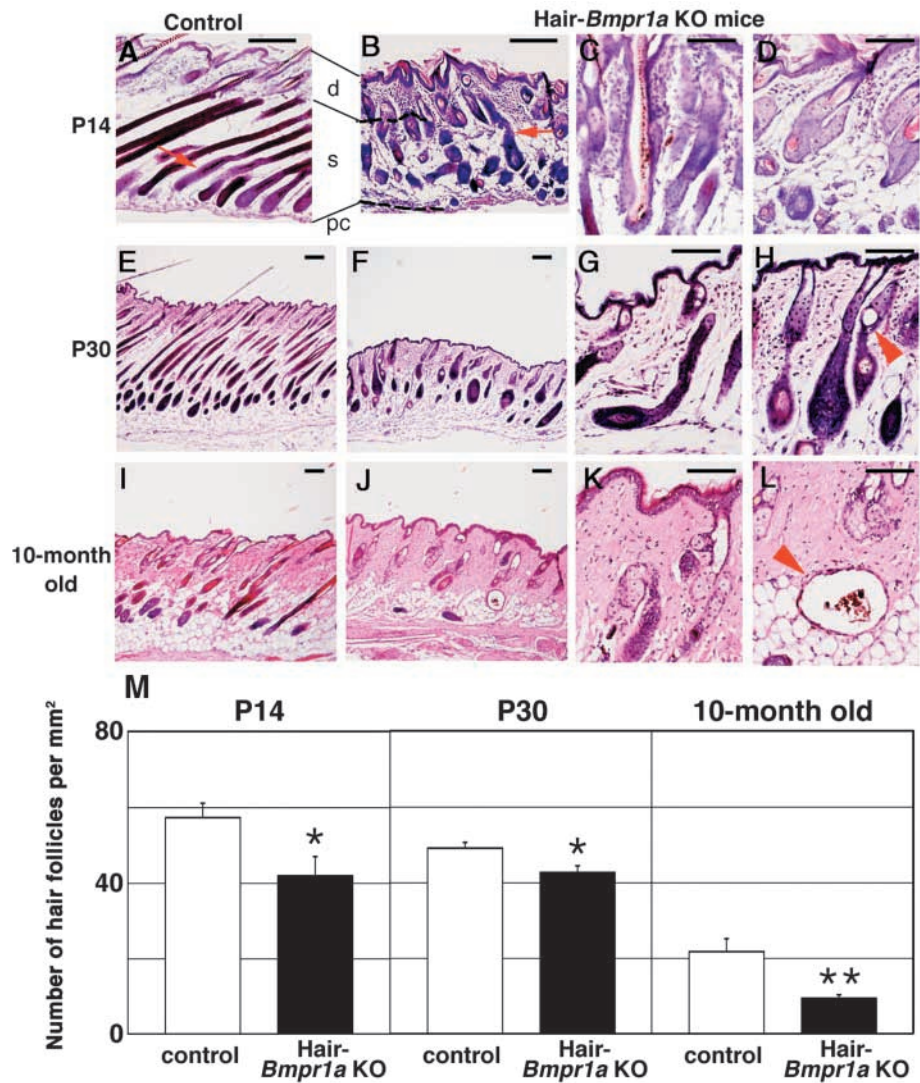 Control
Hair-Bmpr1a KO mice
A
B
C
D
P14
d
s
pc
E
F
G
H
P30
I
J
K
L
10-month
old
M
P14
P30
10-month old
Number of hair follicles per mm²
80
40
0
*
*
**
control
Hair-
Bmpr1a KO
control
Hair-
Bmpr1a KO
control
Hair-
Bmpr1a KO